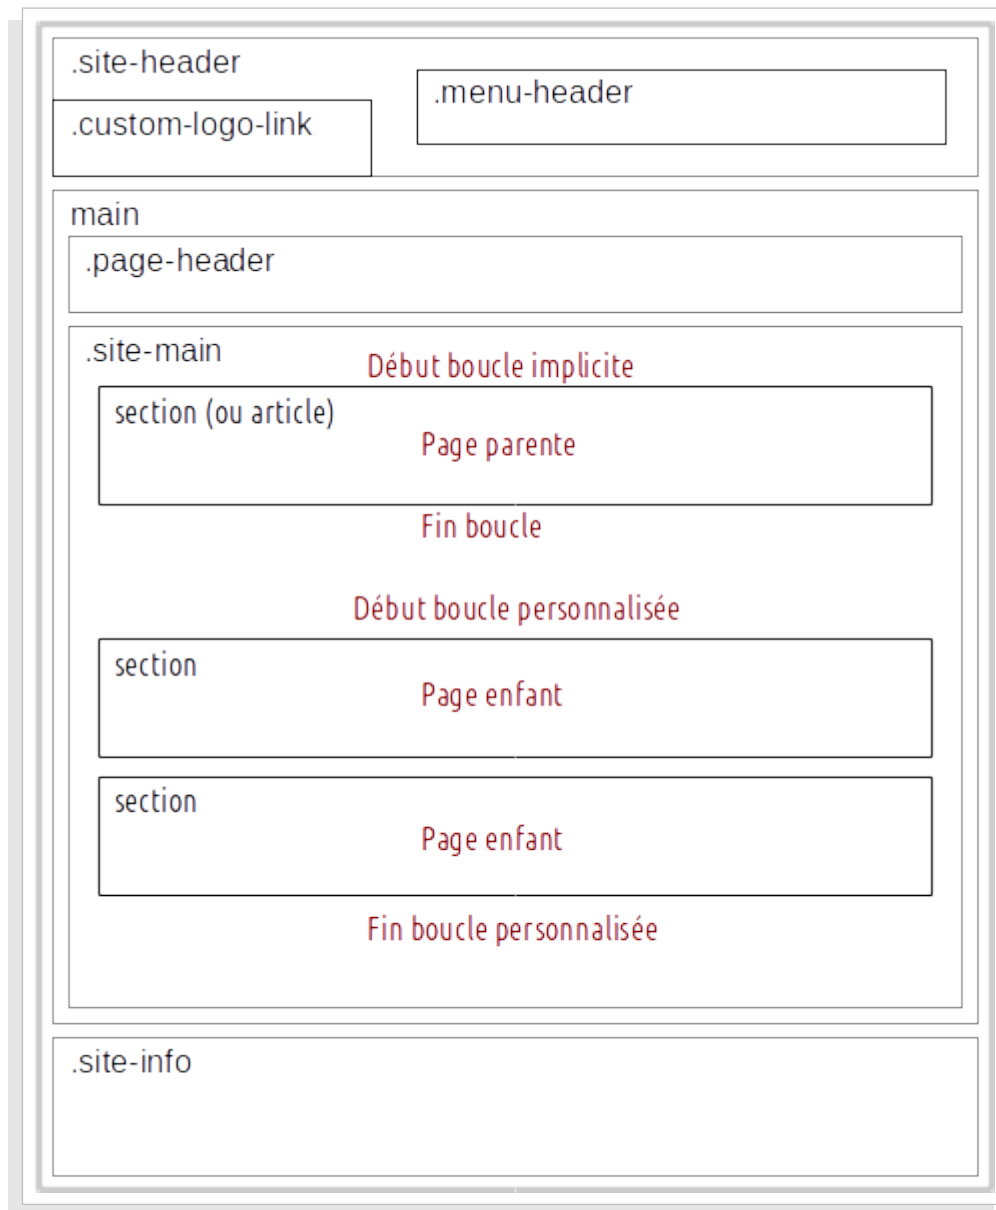 .site-header
.menu-header
.custom-logo-link
main
.page-header
.site-main
Début boucle implicite
section (ou article)
Page parente
Fin boucle
Début boucle personnalisée
section
Page enfant
section
Page enfant
Fin boucle personnalisée
.site-info